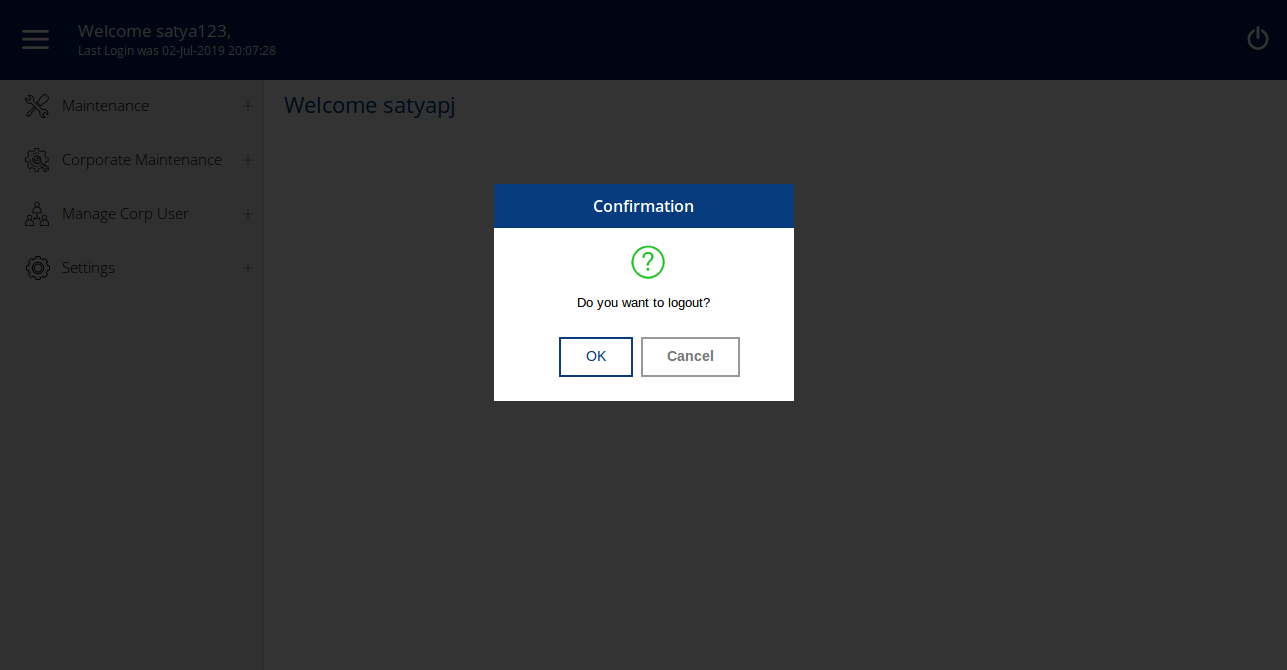 Welcome satya123,
Last Login was 02-Jul-2019 20:07:28
Maintenance +
Corporate Maintenance +
Manage Corp User +
Settings +
Welcome satyapj
Confirmation
?
Do you want to logout?
OK Cancel